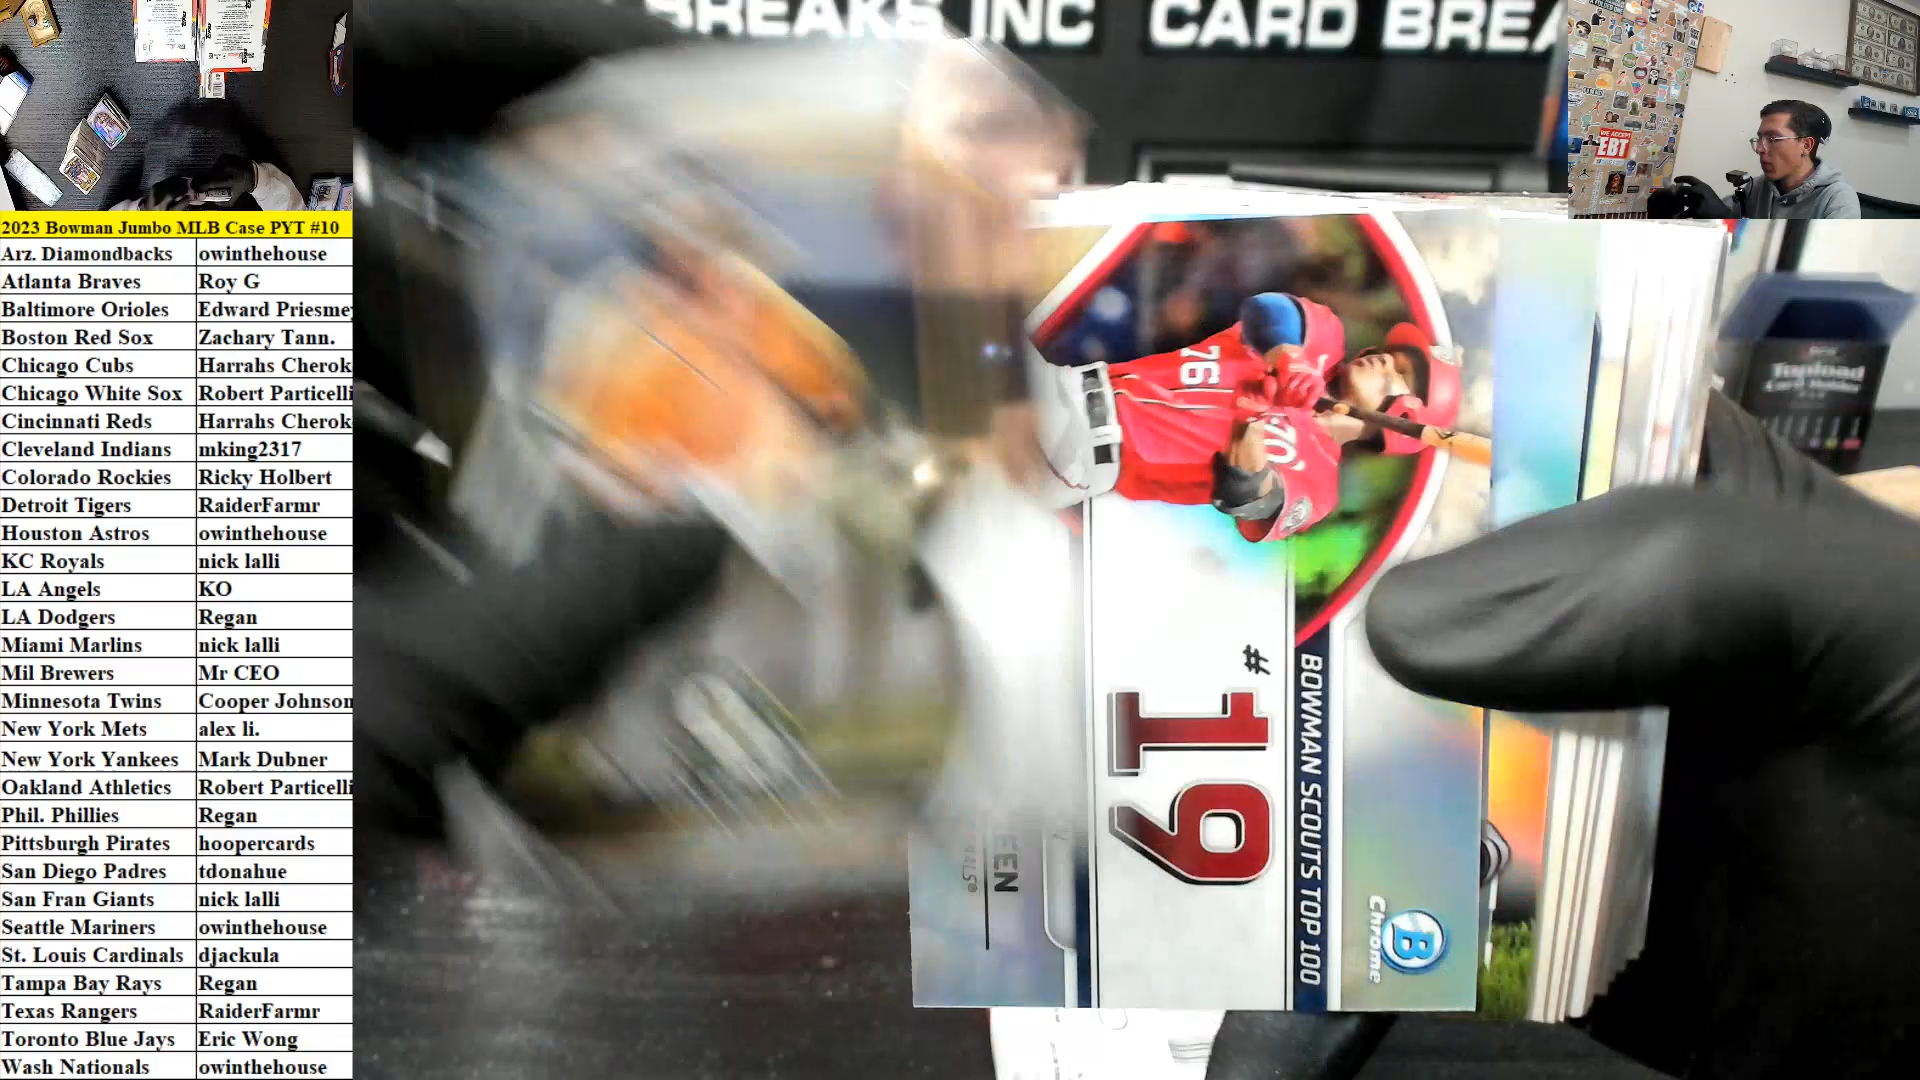 BREAKS INC CARD BREA
WE ACCEPT
EBT
Topload
Card Holder
2023 Bowman Jumbo MLB Case PYT #10
Arz. Diamondbacks owinthehouse
Atlanta Braves Roy G
Baltimore Orioles Edward Priesme
Boston Red Sox Zachary Tann.
Chicago Cubs Harrahs Cherok
Chicago White Sox Robert Particelli
Cincinnati Reds Harrahs Cherok
Cleveland Indians mking2317
Colorado Rockies Ricky Holbert
Detroit Tigers RaiderFarmr
Houston Astros owinthehouse
KC Royals nick lalli
LA Angels KO
LA Dodgers Regan
Miami Marlins nick lalli
Mil Brewers Mr CEO
Minnesota Twins Cooper Johnson
New York Mets alex li.
New York Yankees Mark Dubner
Oakland Athletics Robert Particelli
Phil. Phillies Regan
Pittsburgh Pirates hoopercards
San Diego Padres tdonahue
San Fran Giants nick lalli
Seattle Mariners owinthehouse
St. Louis Cardinals djackula
Tampa Bay Rays Regan
Texas Rangers RaiderFarmr
Toronto Blue Jays Eric Wong
Wash Nationals owinthehouse
76
#
19
BOWMAN SCOUTS TOP 100
B
Chrome
EEN